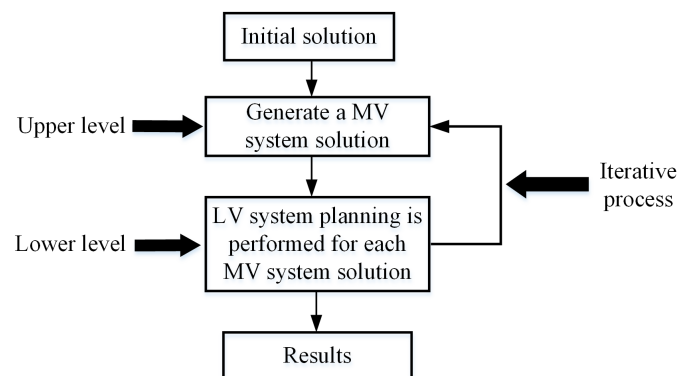 Initial solution
Upper level
Generate a MV
system solution
Iterative
process
Lower level
LV system planning is
performed for each
MV system solution
Results